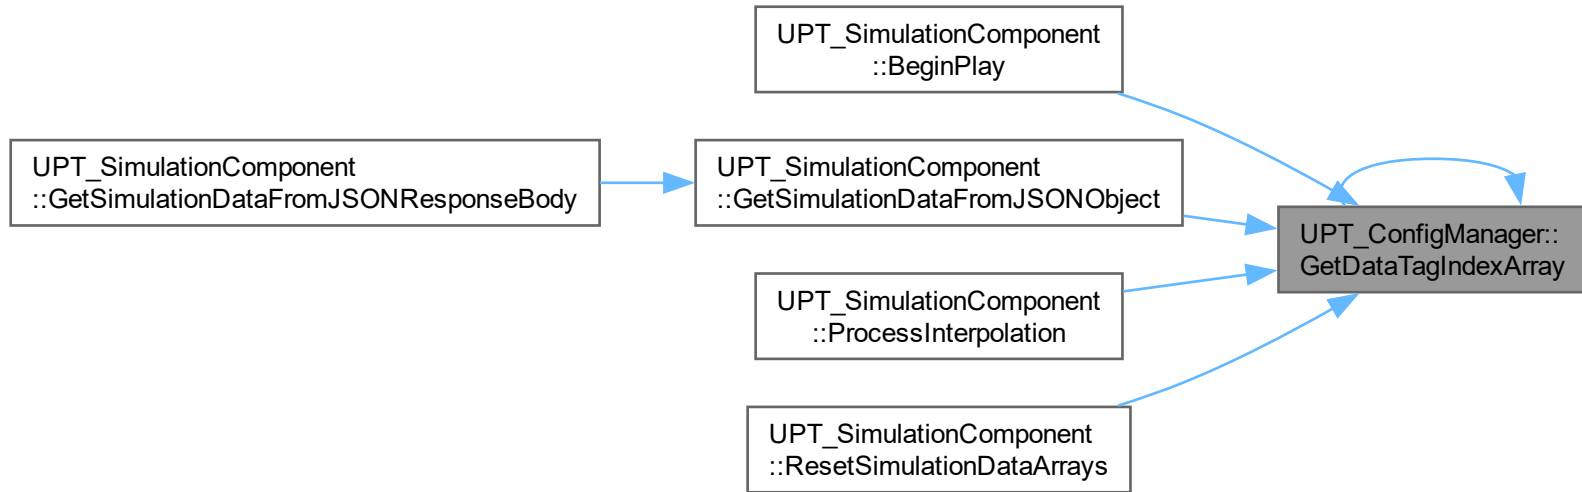 UPT_SimulationComponent
::BeginPlay
UPT_SimulationComponent
::GetSimulationDataFromJSONResponseBody
UPT_SimulationComponent
::GetSimulationDataFromJSONObject
UPT_ConfigManager::
GetDataTagIndexArray
UPT_SimulationComponent
::ProcessInterpolation
UPT_SimulationComponent
::ResetSimulationDataArrays